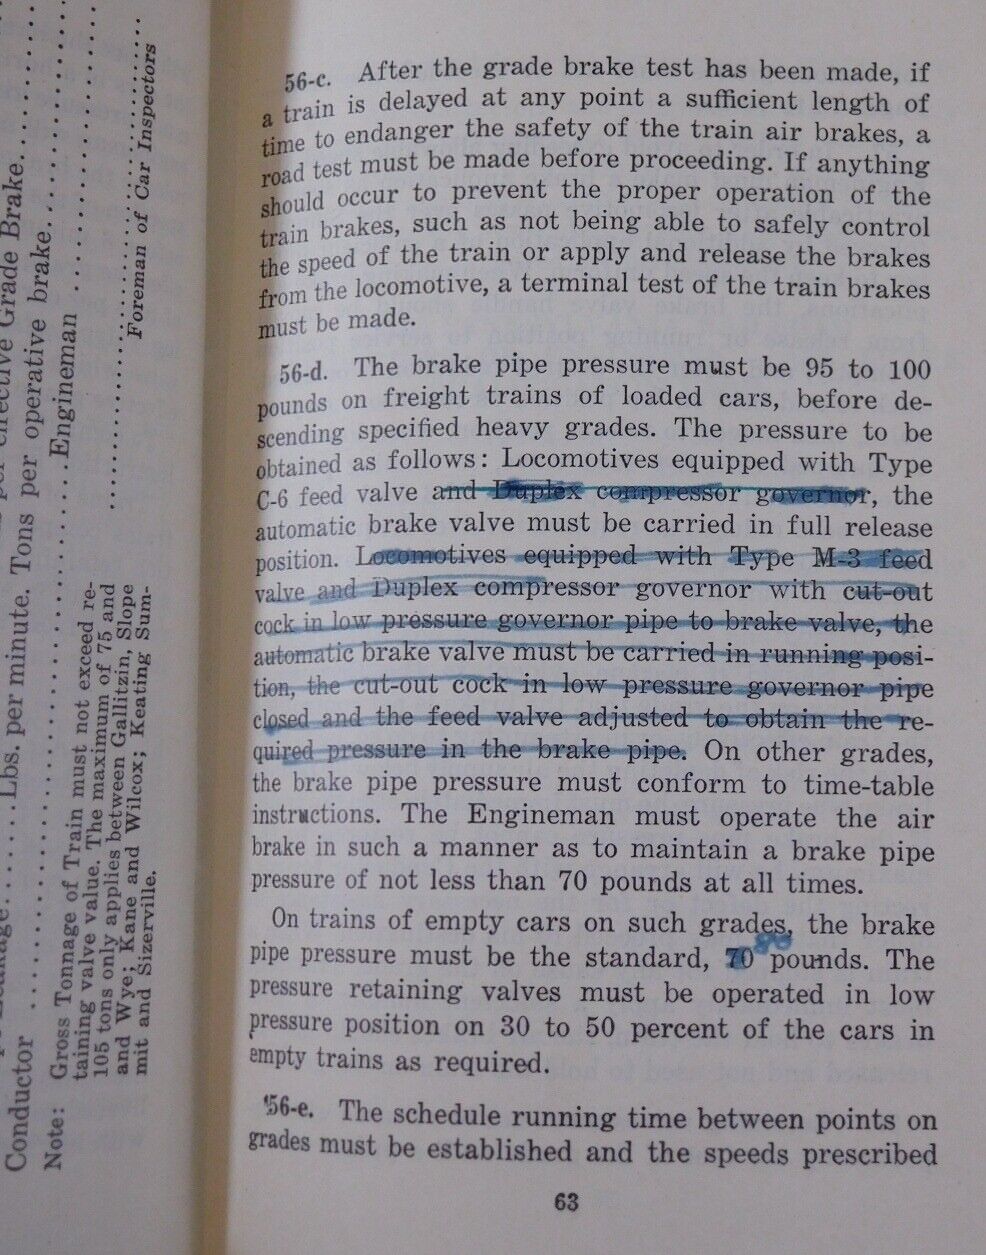 56-c. After the grade brake test has been made, if
a train is delayed at any point a sufficient length of
time to endanger the safety of the train air brakes, a
road test must be made before proceeding. If anything
should occur to prevent the proper operation of the
train brakes, such as not being able to safely control
the speed of the train or apply and release the brakes
from the locomotive, a terminal test of the train brakes
must be made.
56-d. The brake pipe pressure must be 95 to 100
pounds on freight trains of loaded cars, before de-
scending specified heavy grades. The pressure to be
obtained as follows: Locomotives equipped with Type
C-6 feed valve and Duplex compressor governor, the
automatic brake valve must be carried in full release
position. Locomotives equipped with Type M-3 feed
valve and Duplex compressor governor with cut-out
cock in low pressure governor pipe to brake valve, the
automatic brake valve must be carried in running posi-
tion, the cut-out cock in low pressure governor pipe
closed and the feed valve adjusted to obtain the re-
quired pressure in the brake pipe. On other grades,
the brake pipe pressure must conform to time-table
instructions. The Engineman must operate the air
brake in such a manner as to maintain a brake pipe
pressure of not less than 70 pounds at all times.
On trains of empty cars on such grades, the brake
80
pipe pressure must be the standard, 70 pounds. The
pressure retaining valves must be operated in low
pressure position on 30 to 50 percent of the cars in
empty trains as required.
56-e. The schedule running time between points on
grades must be established and the speeds prescribed
63
Grade Brake
per operative brake
Engineman
Foreman of Car Inspectors
Lbs. per minute. Tons
Conductor
Note: Gross Tonnage of Train must not exceed re-
taining valve value. The maximum of 75 and
105 tons only applies between Gallitzin, Slope
and Wye; Kane and Wilcox; Keating Sum-
mit and Sizerville.